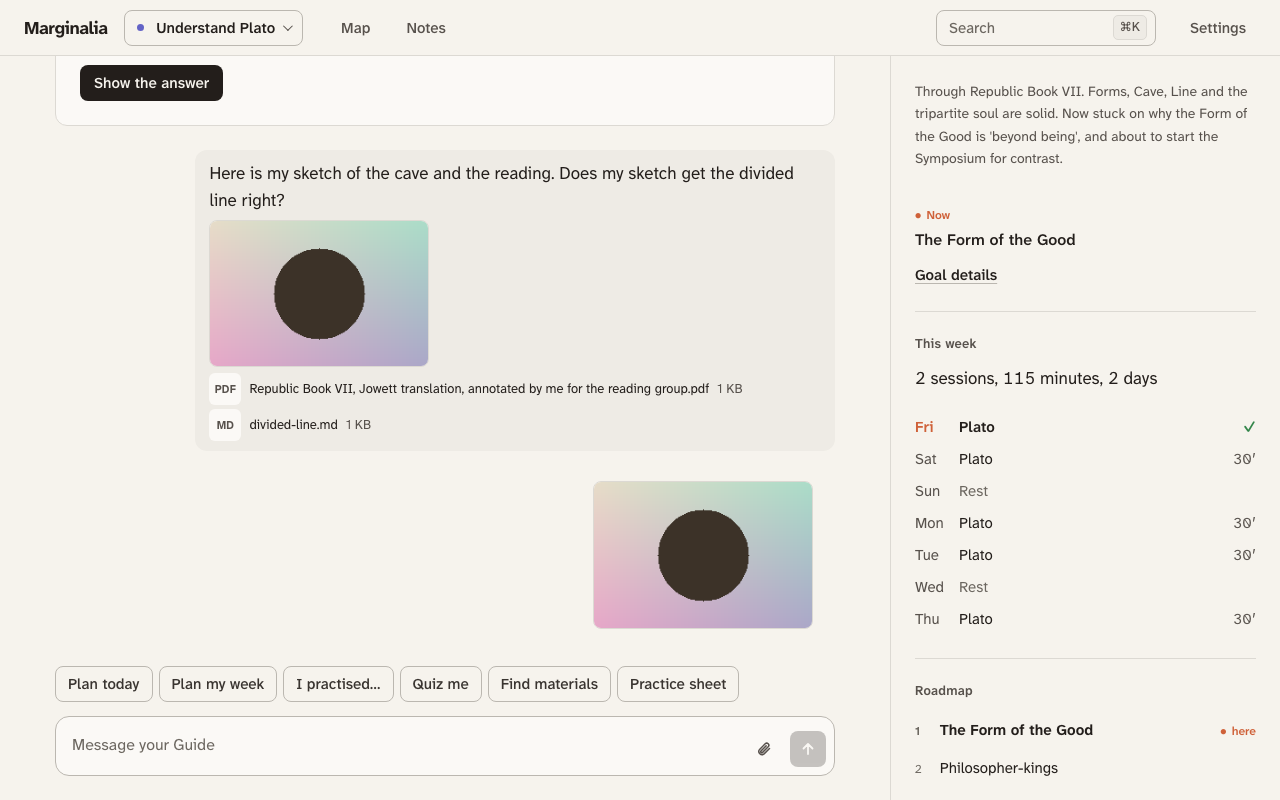 Marginalia
Understand Plato
Map
Notes
Search
⌘K
Settings
Show the answer
Here is my sketch of the cave and the reading. Does my sketch get the divided
line right?
PDF
Republic Book VII, Jowett translation, annotated by me for the reading group.pdf 1 KB
MD
divided-line.md 1 KB
Plan today
Plan my week
I practised...
Quiz me
Find materials
Practice sheet
Message your Guide
Through Republic Book VII. Forms, Cave, Line and the
tripartite soul are solid. Now stuck on why the Form of
the Good is 'beyond being', and about to start the
Symposium for contrast.
Now
The Form of the Good
Goal details
This week
2 sessions, 115 minutes, 2 days
Fri Plato ✓
Sat Plato 30′
Sun Rest
Mon Plato 30′
Tue Plato 30′
Wed Rest
Thu Plato 30′
Roadmap
1 The Form of the Good here
2 Philosopher-kings